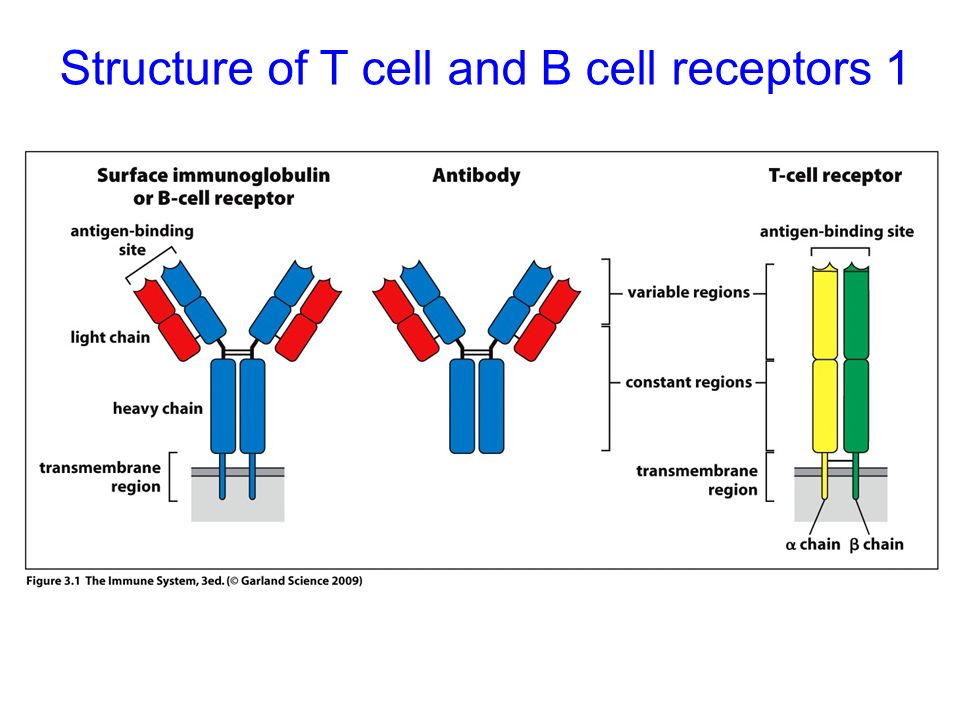 Structure of T cell and B cell receptors 1
Surface immunoglobulin
or B-cell receptor
Antibody
T-cell receptor
antigen-binding
site
antigen-binding site
variable regions
light chain
constant regions
heavy chain
transmembrane
region
transmembrane
region
α chain
β chain
Figure 3.1 The Immune System, 3ed. (© Garland Science 2009)